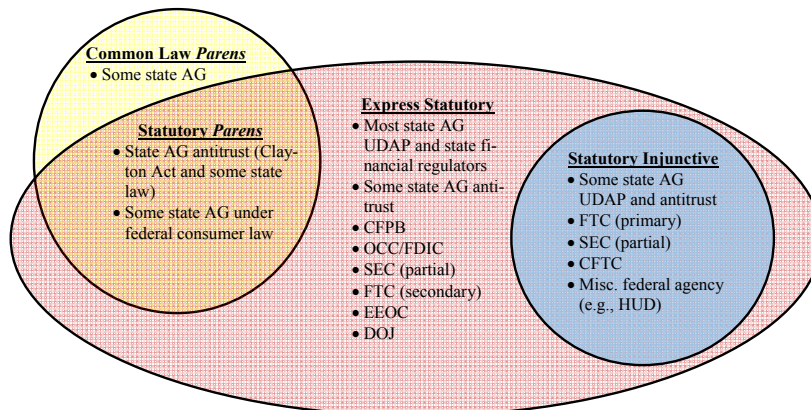 Common Law Parens
• Some state AG
Statutory Parens
• State AG antitrust (Clay-
ton Act and some state
law)
• Some state AG under
federal consumer law
Express Statutory
• Most state AG
UDAP and state fi-
nancial regulators
• Some state AG anti-
trust
• CFPB
• OCC/FDIC
• SEC (partial)
• FTC (secondary)
• EEOC
• DOJ
Statutory Injunctive
• Some state AG
UDAP and antitrust
• FTC (primary)
• SEC (partial)
• CFTC
• Misc. federal agency
(e.g., HUD)